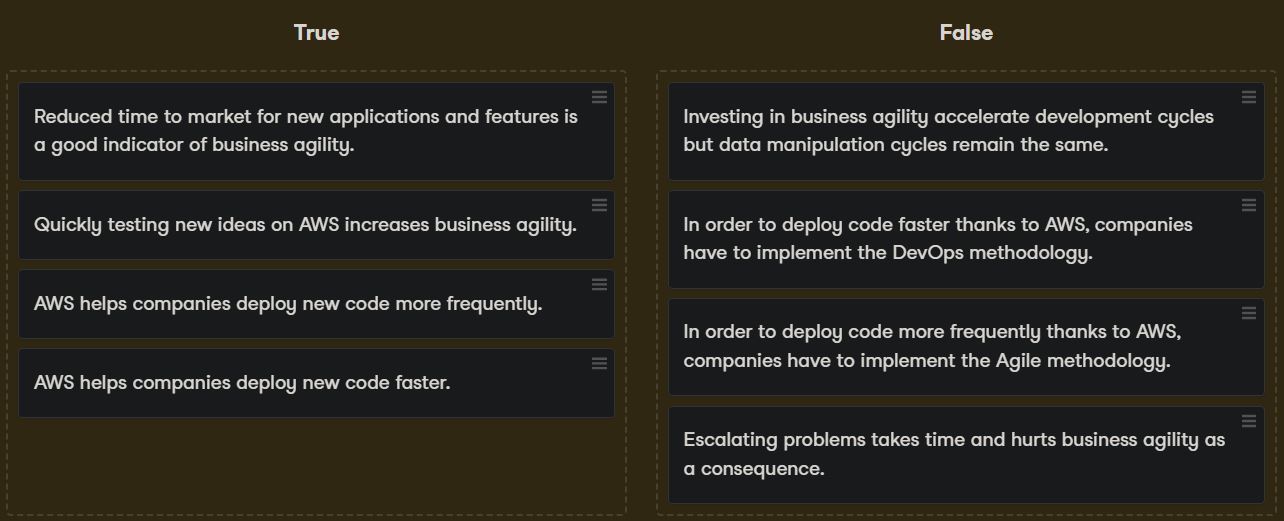 True
Reduced time to market for new applications and features is
a good indicator of business agility.
Quickly testing new ideas on AWS increases business agility.
AWS helps companies deploy new code more frequently.
AWS helps companies deploy new code faster.
False
Investing in business agility accelerate development cycles
but data manipulation cycles remain the same.
In order to deploy code faster thanks to AWS, companies
have to implement the DevOps methodology.
In order to deploy code more frequently thanks to AWS,
companies have to implement the Agile methodology.
Escalating problems takes time and hurts business agility as
a consequence.